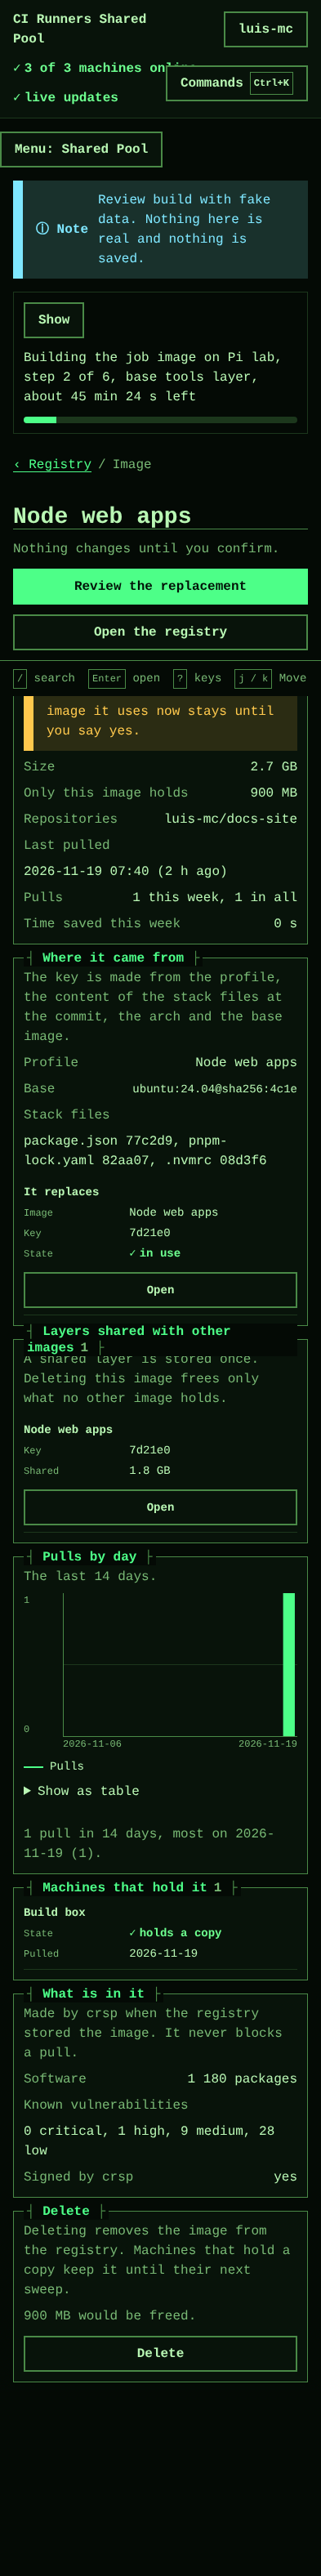 CI Runners Shared
Pool
luis-mc
✓ 3 of 3 machines online
Commands Ctrl+K
✓ live updates
Menu: Shared Pool
ⓘ Note
Review build with fake
data. Nothing here is
real and nothing is
saved.
Show
Building the job image on Pi lab,
step 2 of 6, base tools layer,
about 45 min 24 s left
‹ Registry / Image
Node web apps
Nothing changes until you confirm.
Review the replacement
Open the registry
/ search Enter open ? keys j / k Move
image it uses now stays until
you say yes.
Size 2.7 GB
Only this image holds 900 MB
Repositories luis-mc/docs-site
Last pulled
2026-11-19 07:40 (2 h ago)
Pulls 1 this week, 1 in all
Time saved this week 0 s
Where it came from
The key is made from the profile,
the content of the stack files at
the commit, the arch and the base
image.
Profile Node web apps
Base ubuntu:24.04@sha256:4c1e
Stack files
package.json 77c2d9, pnpm-
lock.yaml 82aa07, .nvmrc 08d3f6
It replaces
Image Node web apps
Key 7d21e0
State ✓ in use
Open
Layers shared with other
images 1
A shared layer is stored once.
Deleting this image frees only
what no other image holds.
Node web apps
Key 7d21e0
Shared 1.8 GB
Open
Pulls by day
The last 14 days.
1
0
2026-11-06 2026-11-19
Pulls
▶ Show as table
1 pull in 14 days, most on 2026-
11-19 (1).
Machines that hold it 1
Build box
State ✓ holds a copy
Pulled 2026-11-19
What is in it
Made by crsp when the registry
stored the image. It never blocks
a pull.
Software 1 180 packages
Known vulnerabilities
0 critical, 1 high, 9 medium, 28
low
Signed by crsp yes
Delete
Deleting removes the image from
the registry. Machines that hold a
copy keep it until their next
sweep.
900 MB would be freed.
Delete